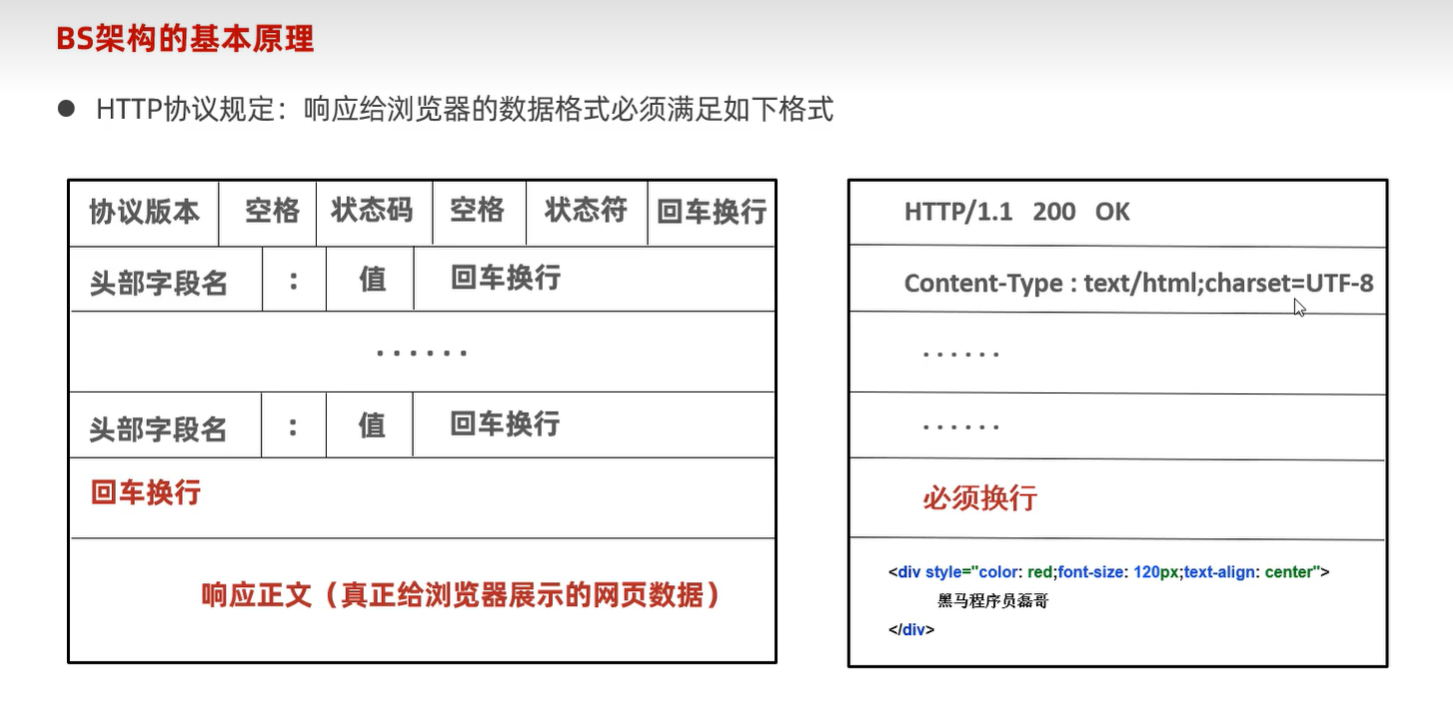 BS架构的基本原理
● HTTP协议规定：响应给浏览器的数据格式必须满足如下格式
协议版本 空格 状态码 空格 状态符 回车换行
头部字段名 : 值 回车换行
......
头部字段名 : 值 回车换行
回车换行
响应正文（真正给浏览器展示的网页数据）
HTTP/1.1 200 OK
Content-Type : text/html;charset=UTF-8
......
......
必须换行
<div style="color: red;font-size: 120px;text-align: center">
黑马程序员磊哥
</div>